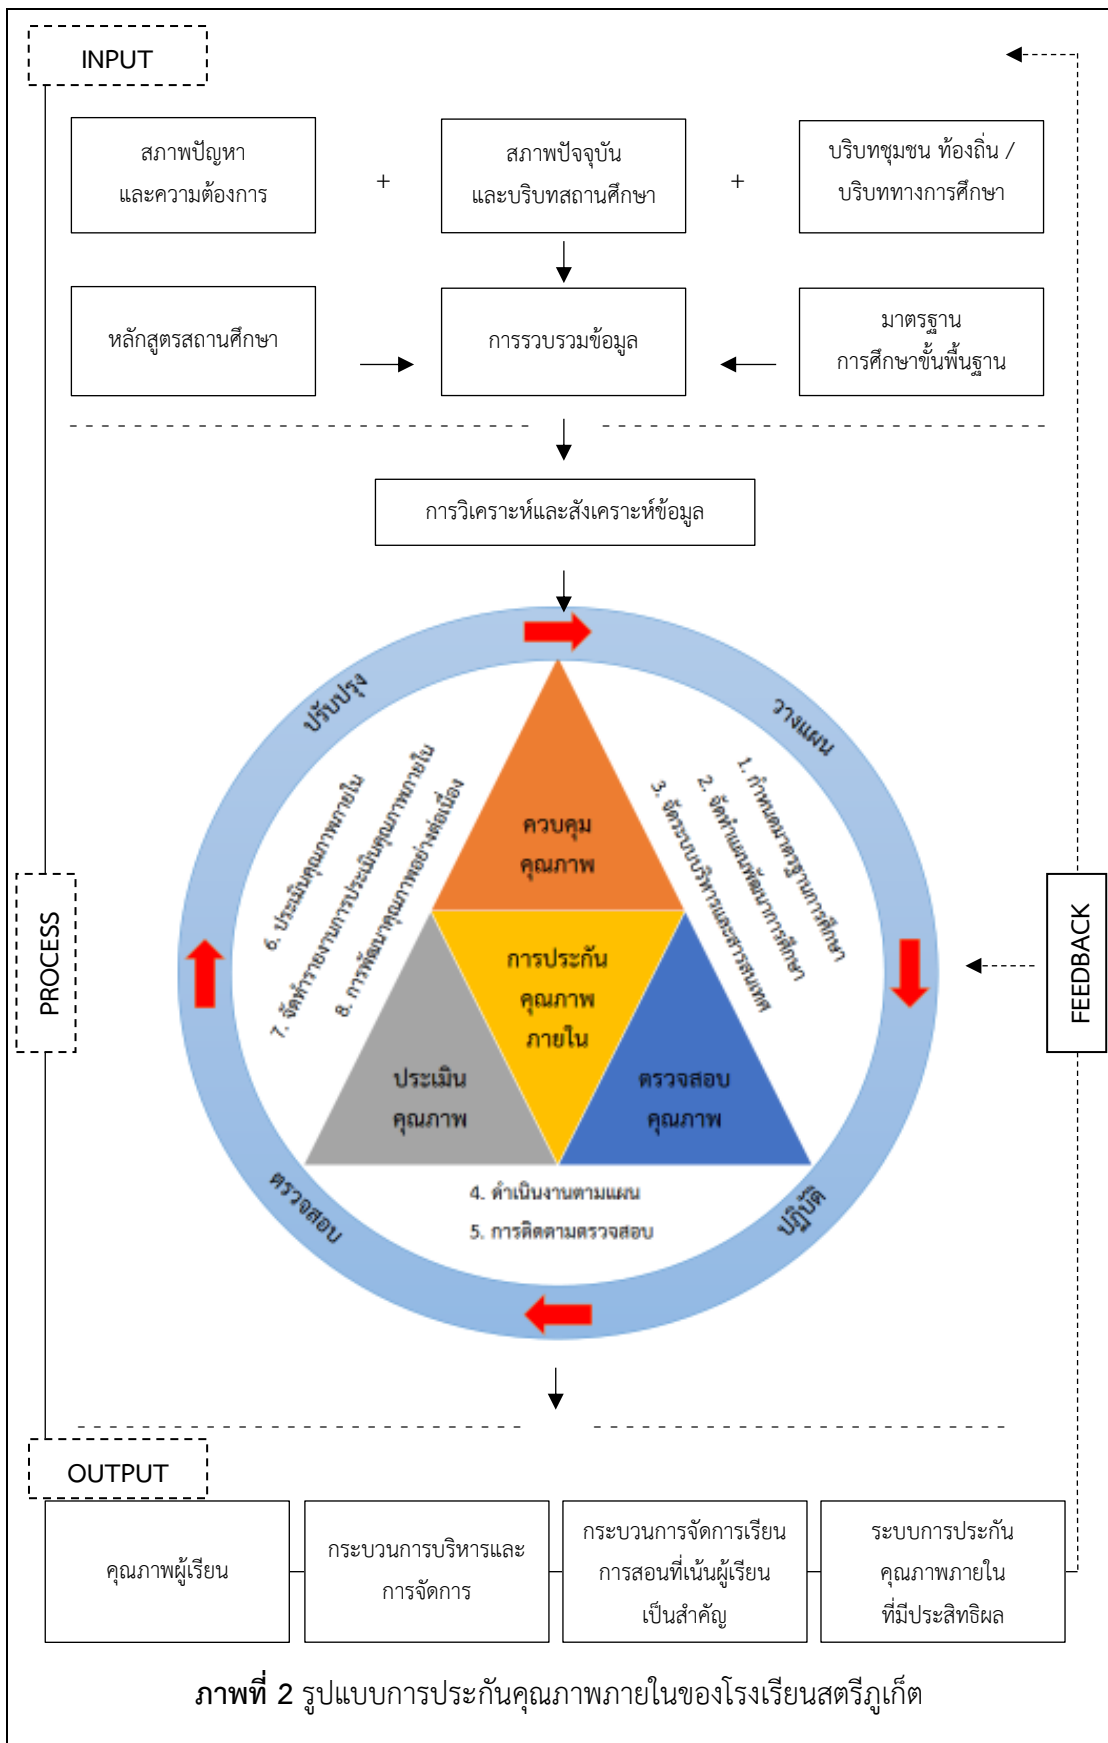 INPUT
สภาพปัญหา
และความต้องการ
+
สภาพปัจจุบัน
และบริบทสถานศึกษา
+
บริบทชุมชน ท้องถิ่น /
บริบททางการศึกษา
หลักสูตรสถานศึกษา
การรวบรวมข้อมูล
มาตรฐาน
การศึกษาขั้นพื้นฐาน
การวิเคราะห์และสังเคราะห์ข้อมูล
PROCESS
ปรับปรุง
วางแผน
1. กำหนดมาตรฐานการศึกษา
2. จัดทำแผนพัฒนาการศึกษา
3. จัดระบบบริหารและสารสนเทศ
6. ประเมินคุณภาพภายใน
7. จัดทำรายงานการประเมินคุณภาพภายใน
8. การพัฒนาคุณภาพอย่างต่อเนื่อง
ควบคุม
คุณภาพ
การประกัน
คุณภาพ
ภายใน
ประเมิน
คุณภาพ
ตรวจสอบ
คุณภาพ
4. ดำเนินงานตามแผน
5. การติดตามตรวจสอบ
ตรวจสอบ
ปฏิบัติ
FEEDBACK
OUTPUT
คุณภาพผู้เรียน
กระบวนการบริหารและ
การจัดการ
กระบวนการจัดการเรียน
การสอนที่เน้นผู้เรียน
เป็นสำคัญ
ระบบการประกัน
คุณภาพภายใน
ที่มีประสิทธิผล
ภาพที่ 2 รูปแบบการประกันคุณภาพภายในของโรงเรียนสตรีภูเก็ต